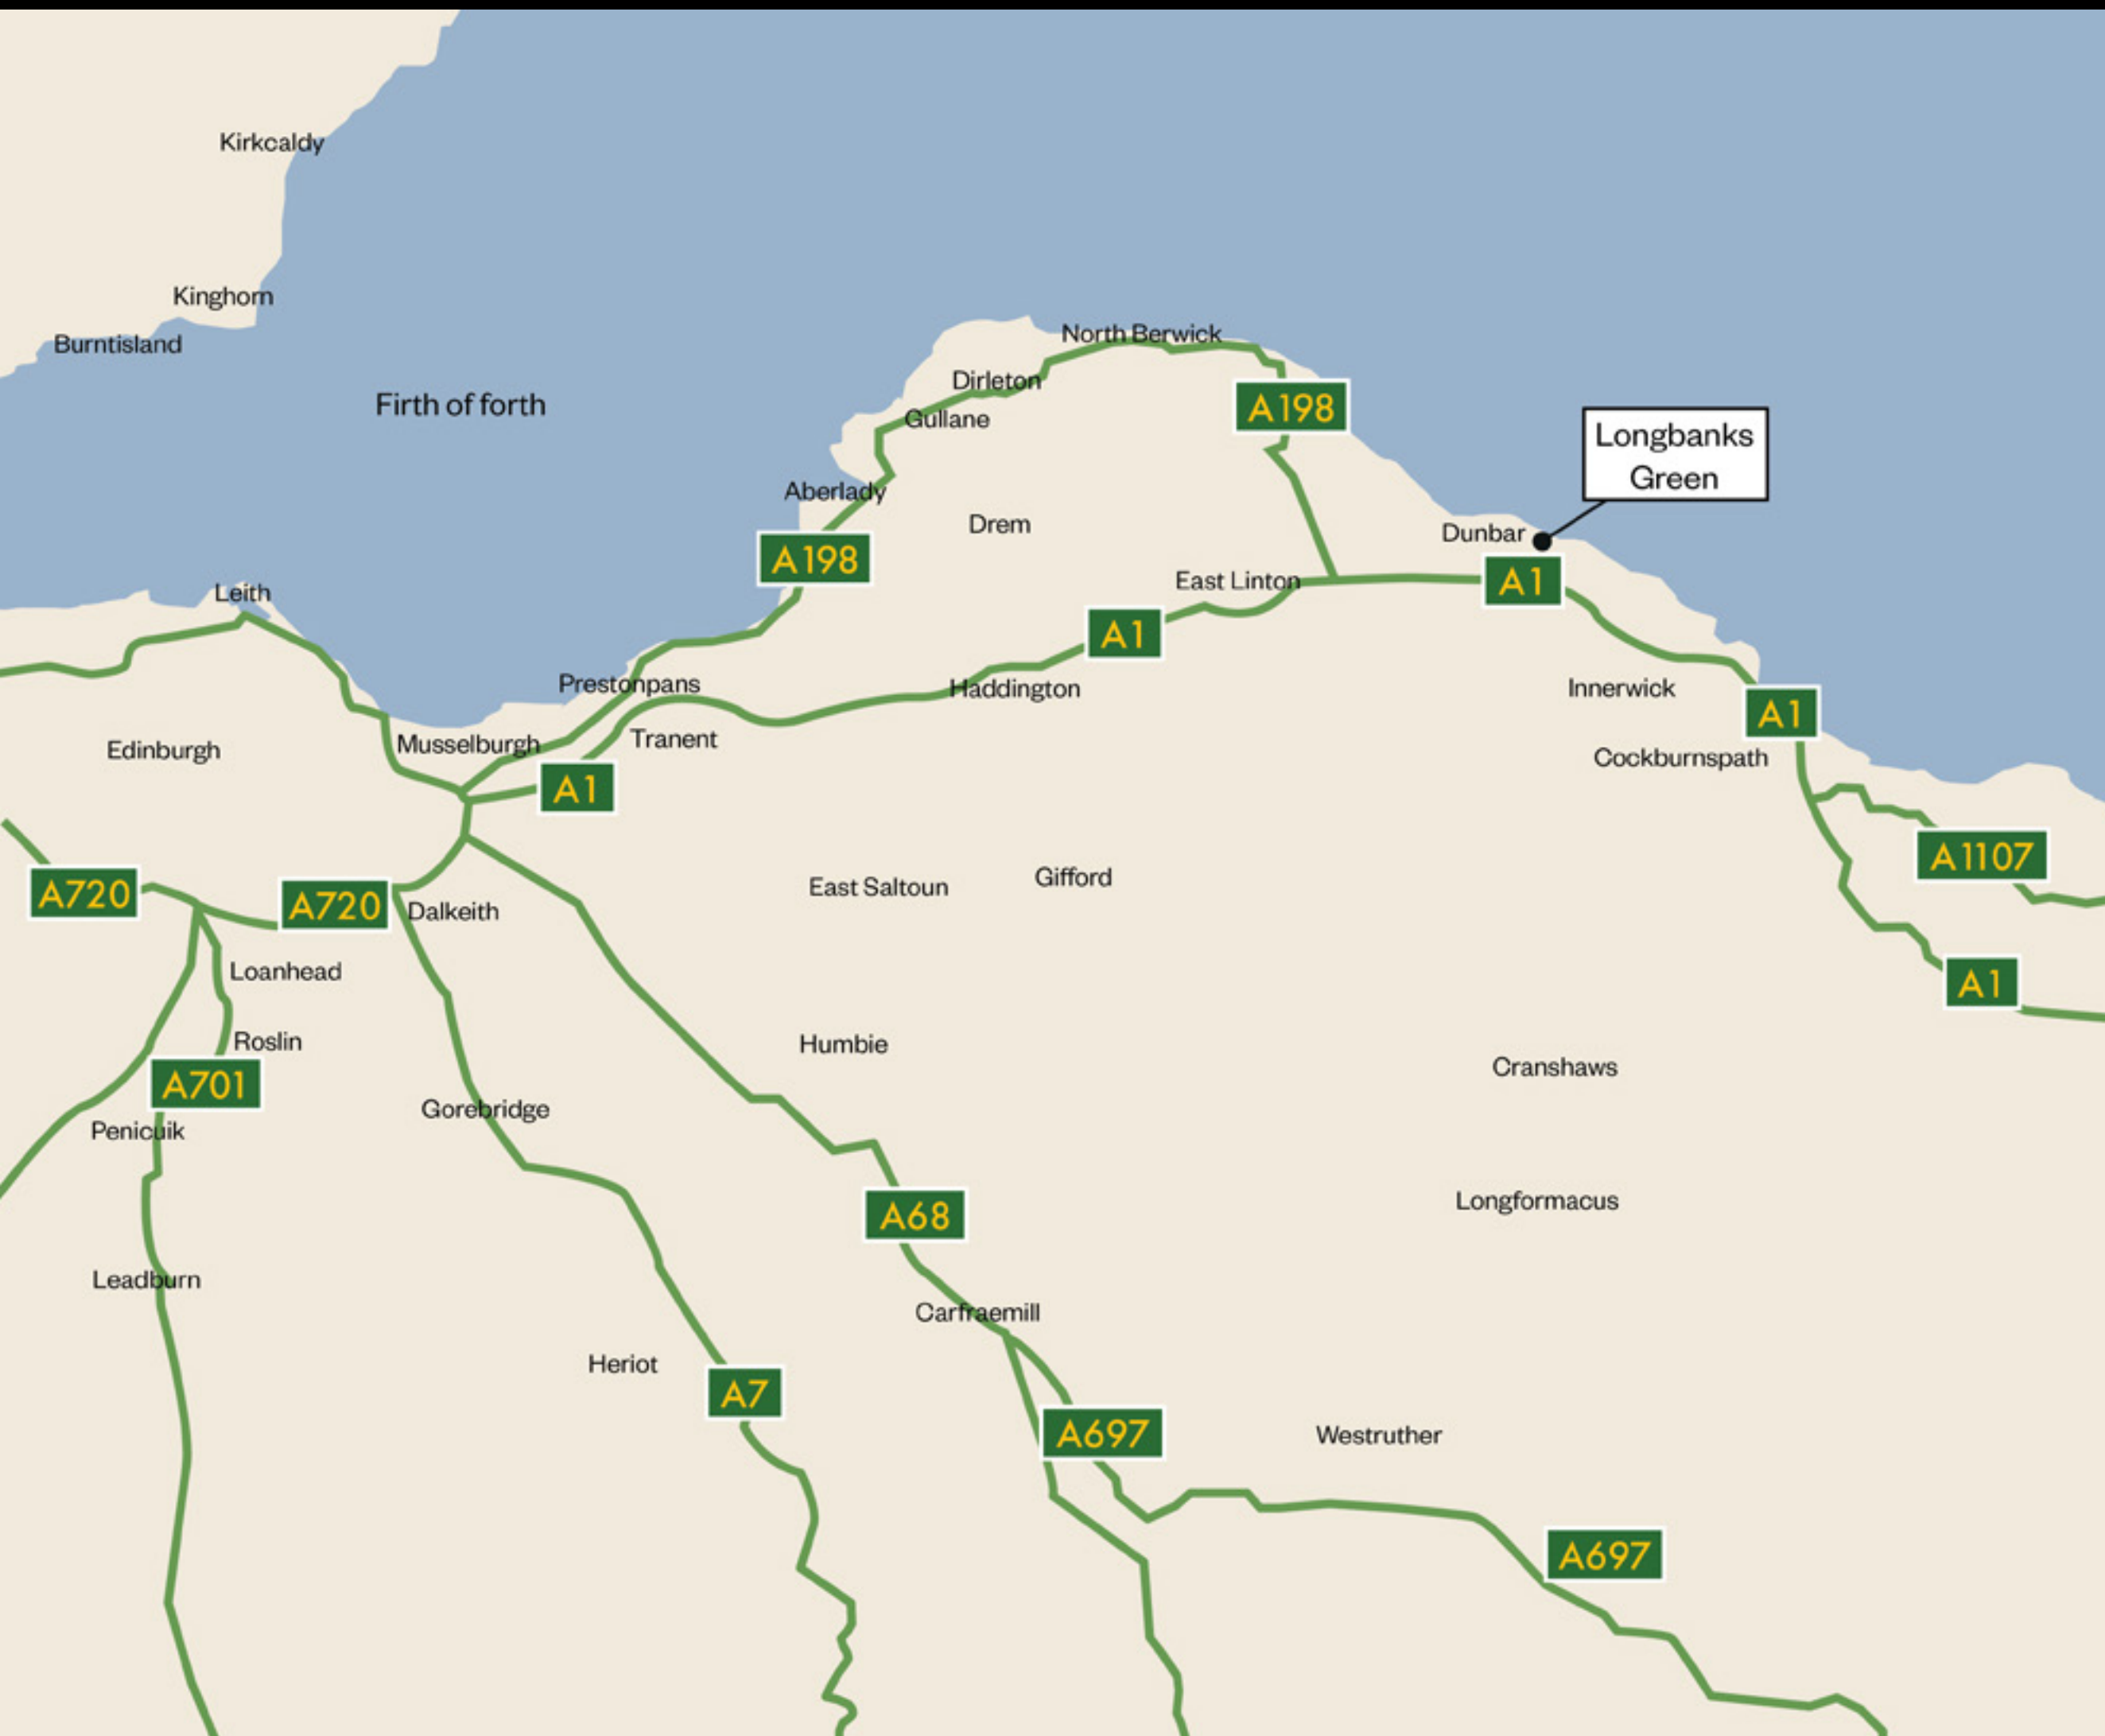 Kirkcaldy
Kinghorn
Burntisland
North Berwick
Dirleton
Firth of forth
A198
Gullane
Longbanks
Green
Aberlady
Drem
Dunbar
A198
East Linton
A1
Leith
A1
Prestonpans
Haddington
Innerwick
A1
Musselburgh
Tranent
Edinburgh
Cockburnspath
A1
A1107
A720
A720
East Saltoun
Gifford
Dalkeith
Loanhead
A1
Roslin
Humbie
Cranshaws
A701
Gorebridge
Penicuik
Longformacus
A68
Leadburn
Carfraemill
Heriot
A7
A697
Westruther
A697